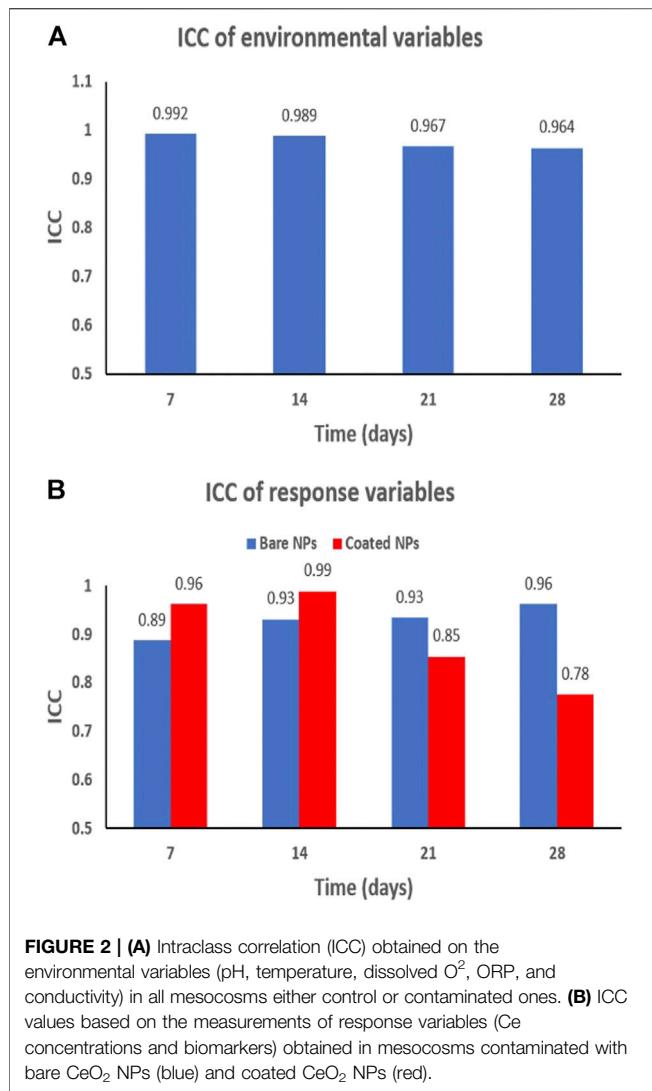 A
ICC of environmental variables
1.1
1
0.9
0.8
0.7
0.6
0.5
ICC
0.992
0.989
0.967
0.964
7
14
21
28
Time (days)
B
ICC of response variables
Bare NPs Coated NPs
1
0.9
0.8
0.7
0.6
0.5
ICC
0.89
0.96
0.93
0.99
0.93
0.85
0.96
0.78
7
14
21
28
Time (days)
FIGURE 2 | (A) Intraclass correlation (ICC) obtained on the
environmental variables (pH, temperature, dissolved O², ORP, and
conductivity) in all mesocosms either control or contaminated ones. (B) ICC
values based on the measurements of response variables (Ce
concentrations and biomarkers) obtained in mesocosms contaminated with
bare CeO₂ NPs (blue) and coated CeO₂ NPs (red).